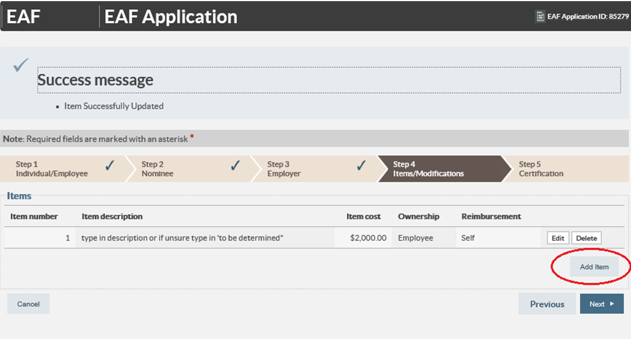 EAF EAF Application EAF Application ID: 85279
Success message
• Item Successfully Updated
Note: Required fields are marked with an asterisk *
Step 1 Step 2 Step 3 Step 4 Step 5
Individual/Employee Nominee Employer Items/Modifications Certification
Items
Item number Item description Item cost Ownership Reimbursement
1 type in description or if unsure type in 'to be determined" $2,000.00 Employee Self Edit Delete
Add Item
Cancel Previous Next